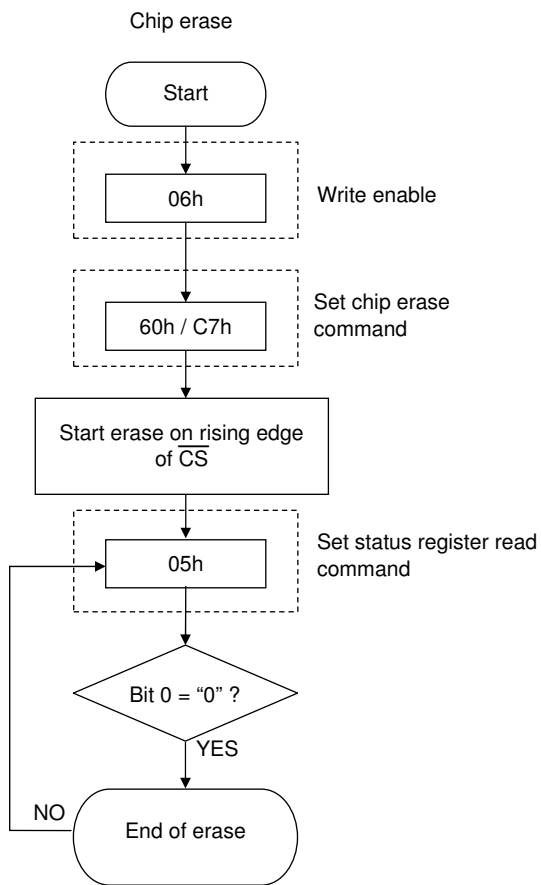 Chip erase
Start
06h
Write enable
60h / C7h
Set chip erase
command
Start erase on rising edge
of C̅S̅
05h
Set status register read
command
Bit 0 = “0” ?
YES
NO
End of erase